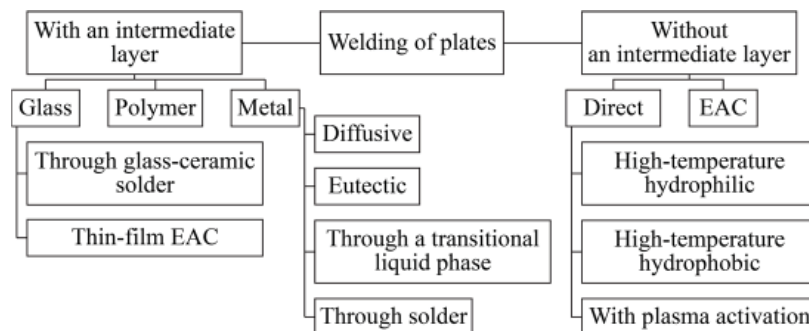 With an intermediate
layer
Welding of plates
Without
an intermediate layer
Glass
Polymer
Metal
Direct
EAC
Through glass-ceramic
solder
Thin-film EAC
Diffusive
Eutectic
Through a transitional
liquid phase
Through solder
High-temperature
hydrophilic
High-temperature
hydrophobic
With plasma activation